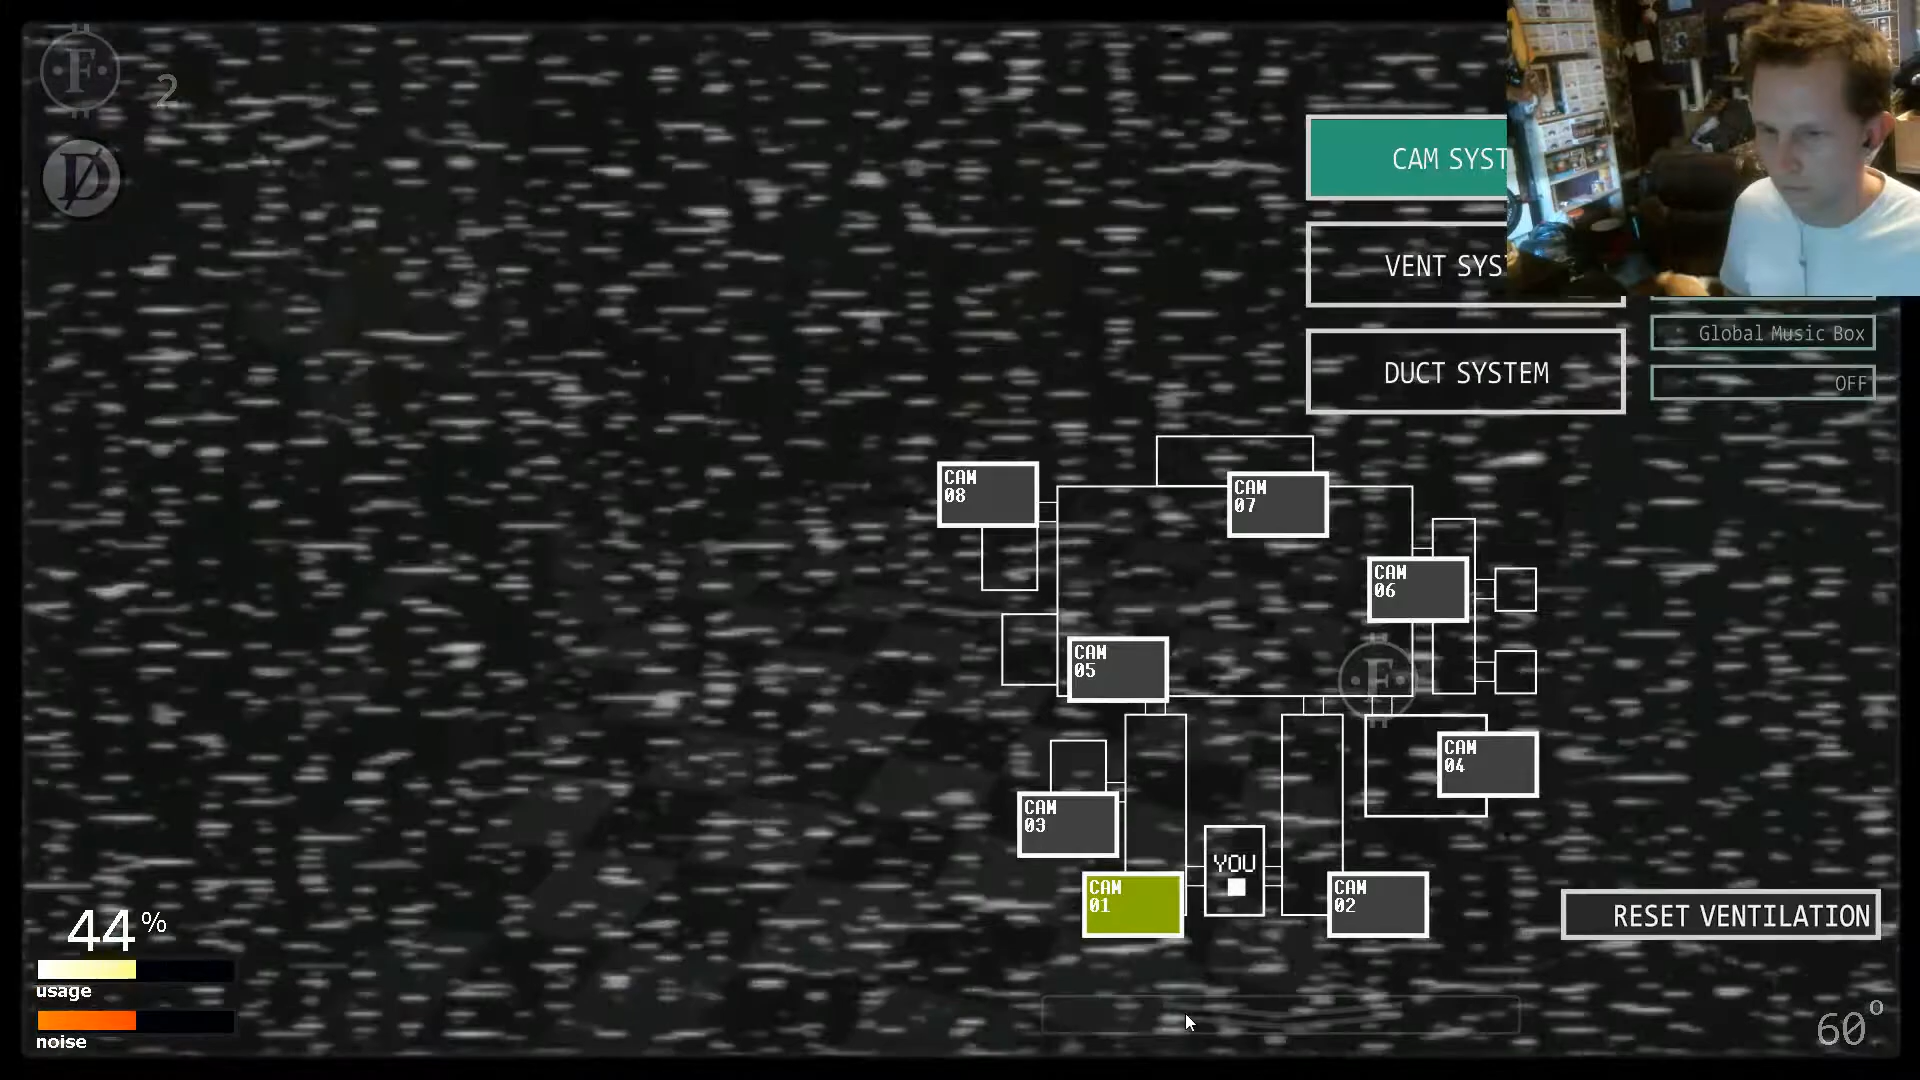 F
2
D
CAM SYST
VENT SYS
DUCT SYSTEM
Global Music Box
OFF
CAM
08
CAM
07
CAM
06
CAM
05
F
CAM
04
CAM
03
YOU
CAM
01
CAM
02
RESET VENTILATION
44%
usage
noise
60°